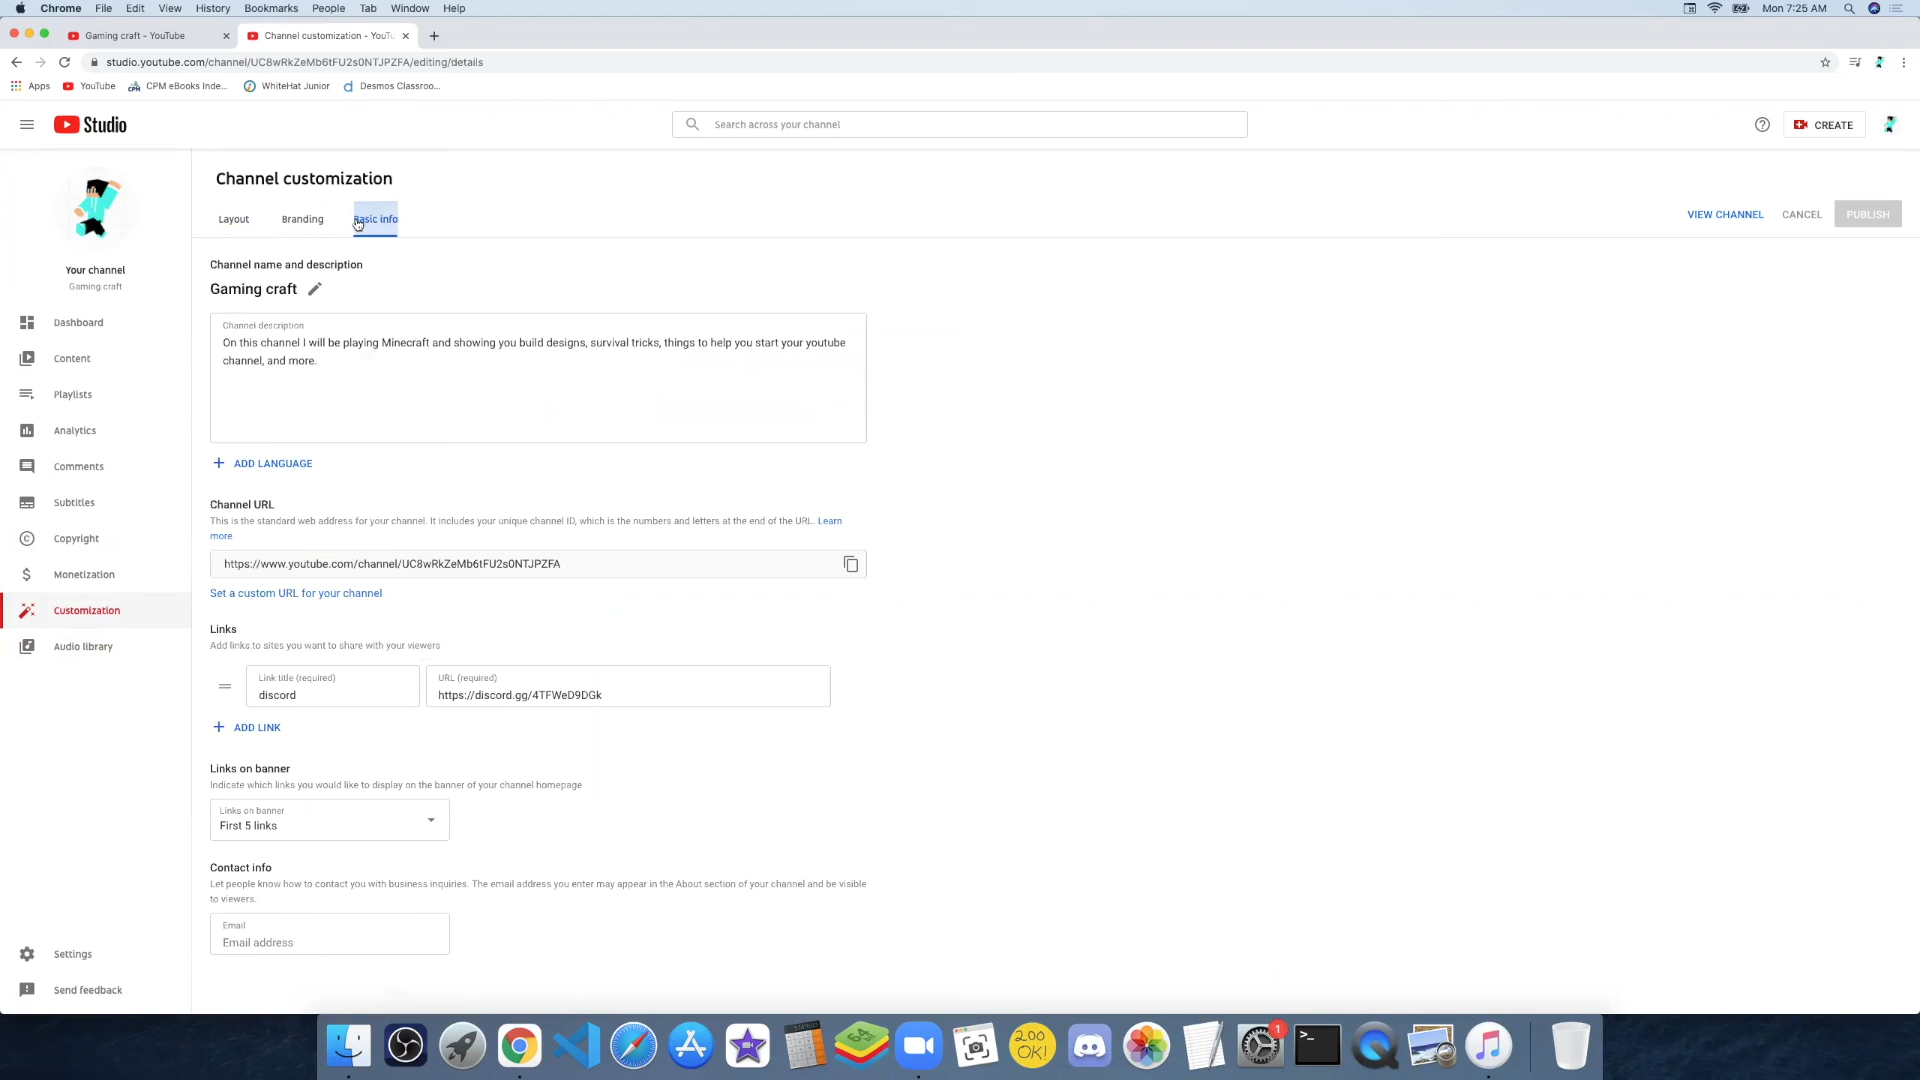 Chrome File Edit View History Bookmarks People Tab Window Help Mon 7:25 AM
Gaming craft - YouTube Channel customization - YouTu
studio.youtube.com/channel/UC8wRkZeMb6tFU2s0NTJPZFA/editing/details
Apps YouTube CPM eBooks Inde... WhiteHat Junior Desmos Classroo...
Studio Search across your channel CREATE
Channel customization
Layout Branding Basic info VIEW CHANNEL CANCEL PUBLISH
Your channel
Gaming craft
Dashboard
Content
Playlists
Analytics
Comments
Subtitles
Copyright
Monetization
Customization
Audio library
Settings
Send feedback
Channel name and description
Gaming craft
Channel description
On this channel I will be playing Minecraft and showing you build designs, survival tricks, things to help you start your youtube
channel, and more.
ADD LANGUAGE
Channel URL
This is the standard web address for your channel. It includes your unique channel ID, which is the numbers and letters at the end of the URL. Learn
more
https://www.youtube.com/channel/UC8wRkZeMb6tFU2s0NTJPZFA
Set a custom URL for your channel
Links
Add links to sites you want to share with your viewers
Link title (required) URL (required)
discord https://discord.gg/4TFWeD9DGk
ADD LINK
Links on banner
Indicate which links you would like to display on the banner of your channel homepage
Links on banner
First 5 links
Contact info
Let people know how to contact you with business inquiries. The email address you enter may appear in the About section of your channel and be visible
to viewers.
Email
Email address
64
200
OK!
1